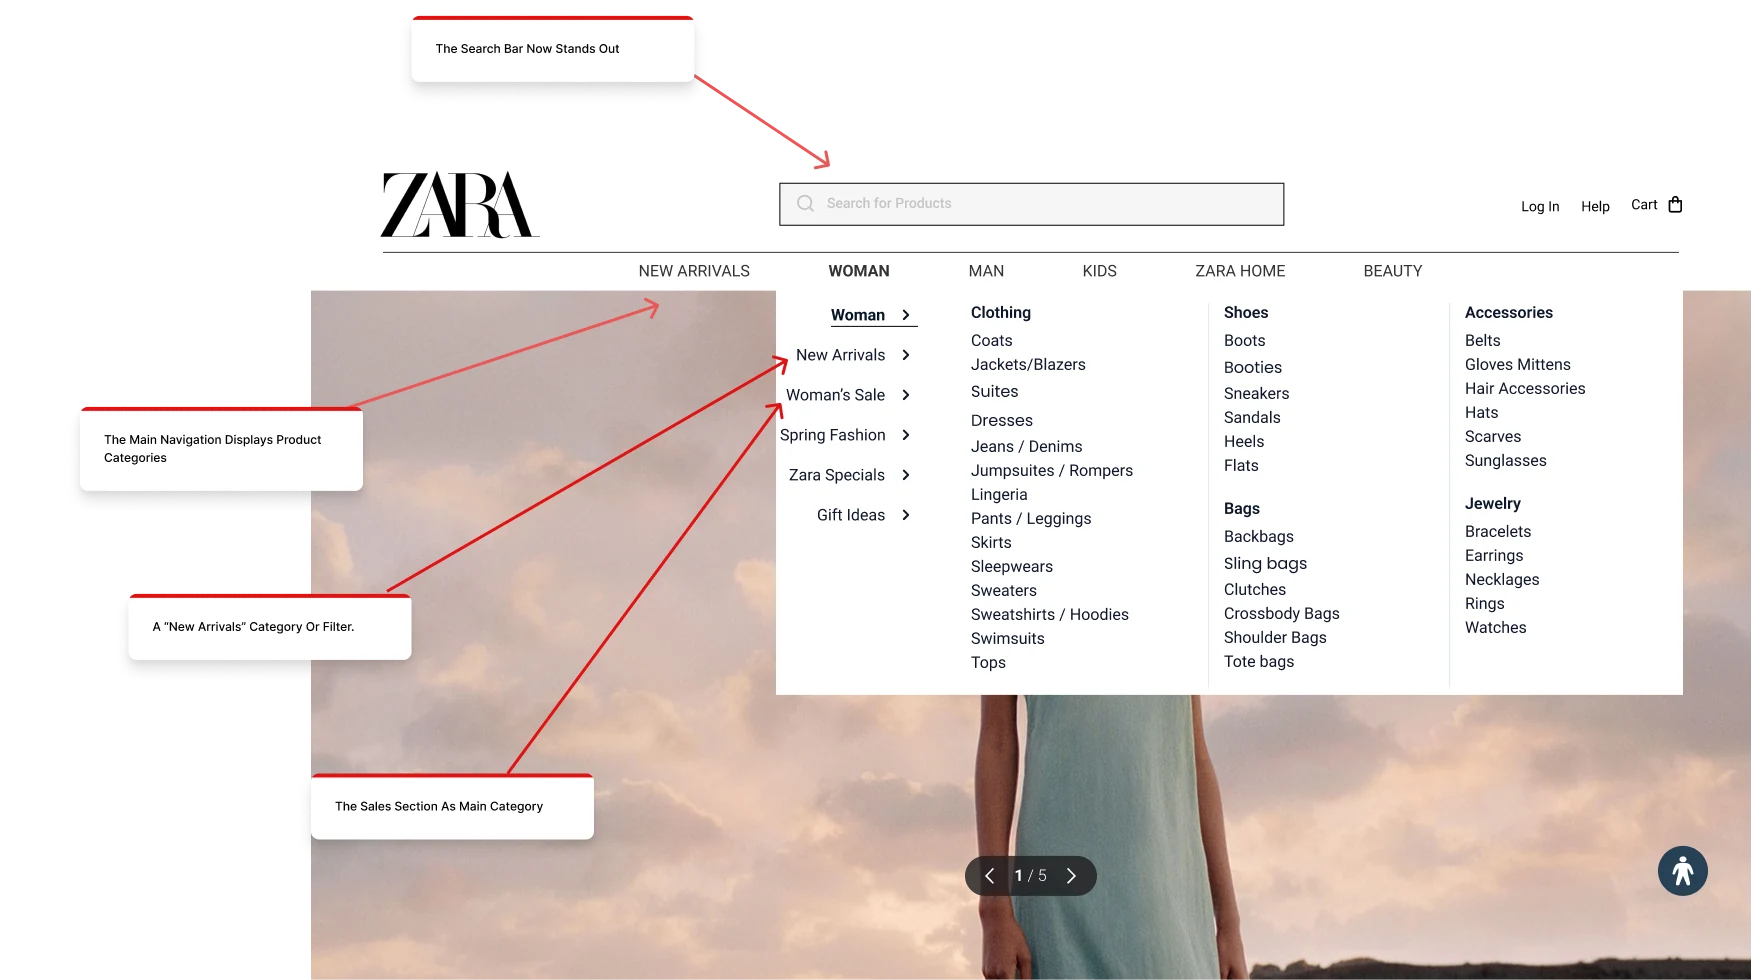 The Search Bar Now Stands Out
ZARA
Search for Products
Log In
Help
Cart
NEW ARRIVALS
WOMAN
MAN
KIDS
ZARA HOME
BEAUTY
Woman
New Arrivals
Woman's Sale
Spring Fashion
Zara Specials
Gift Ideas
Clothing
Coats
Jackets/Blazers
Suites
Dresses
Jeans / Denims
Jumpsuites / Rompers
Lingeria
Pants / Leggings
Skirts
Sleepwears
Sweaters
Sweatshirts / Hoodies
Swimsuits
Tops
Shoes
Boots
Booties
Sneakers
Sandals
Heels
Flats
Bags
Backbags
Sling bags
Clutches
Crossbody Bags
Shoulder Bags
Tote bags
Accessories
Belts
Gloves Mittens
Hair Accessories
Hats
Scarves
Sunglasses
Jewelry
Bracelets
Earrings
Necklages
Rings
Watches
The Main Navigation Displays Product
Categories
A “New Arrivals” Category Or Filter.
The Sales Section As Main Category
1 / 5